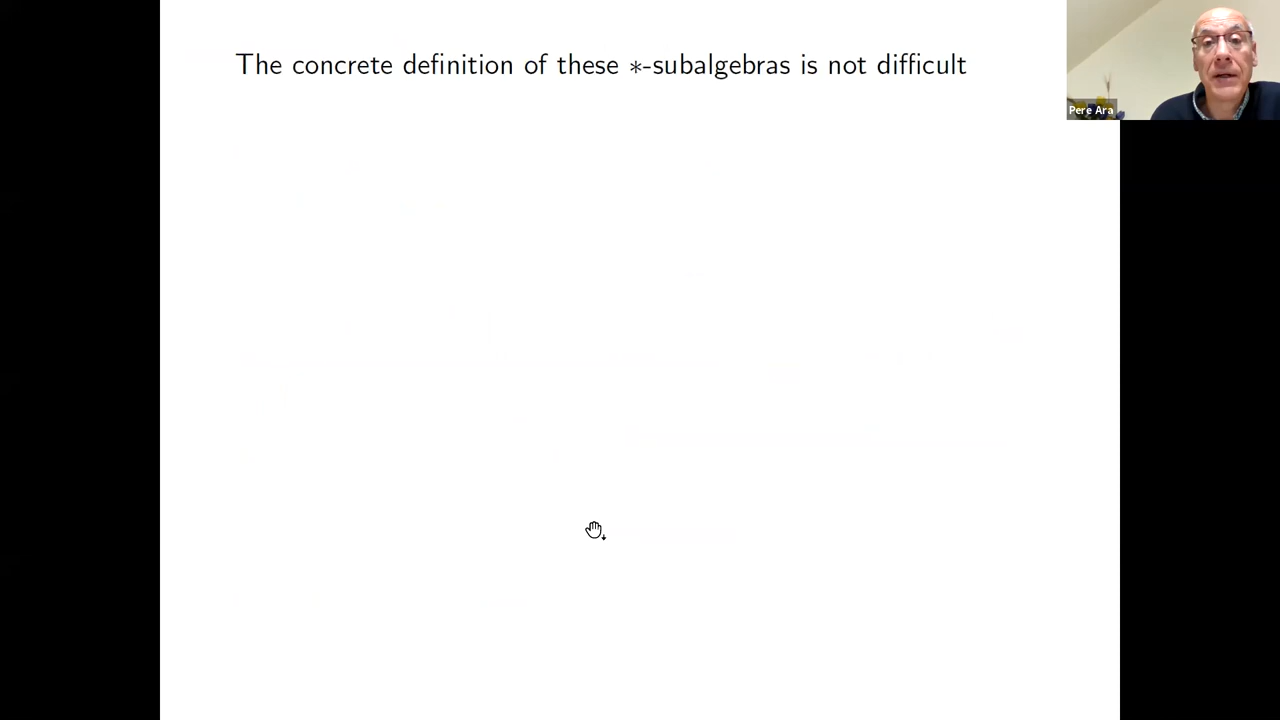 The concrete definition of these ∗-subalgebras is not difficult
Pere Ara